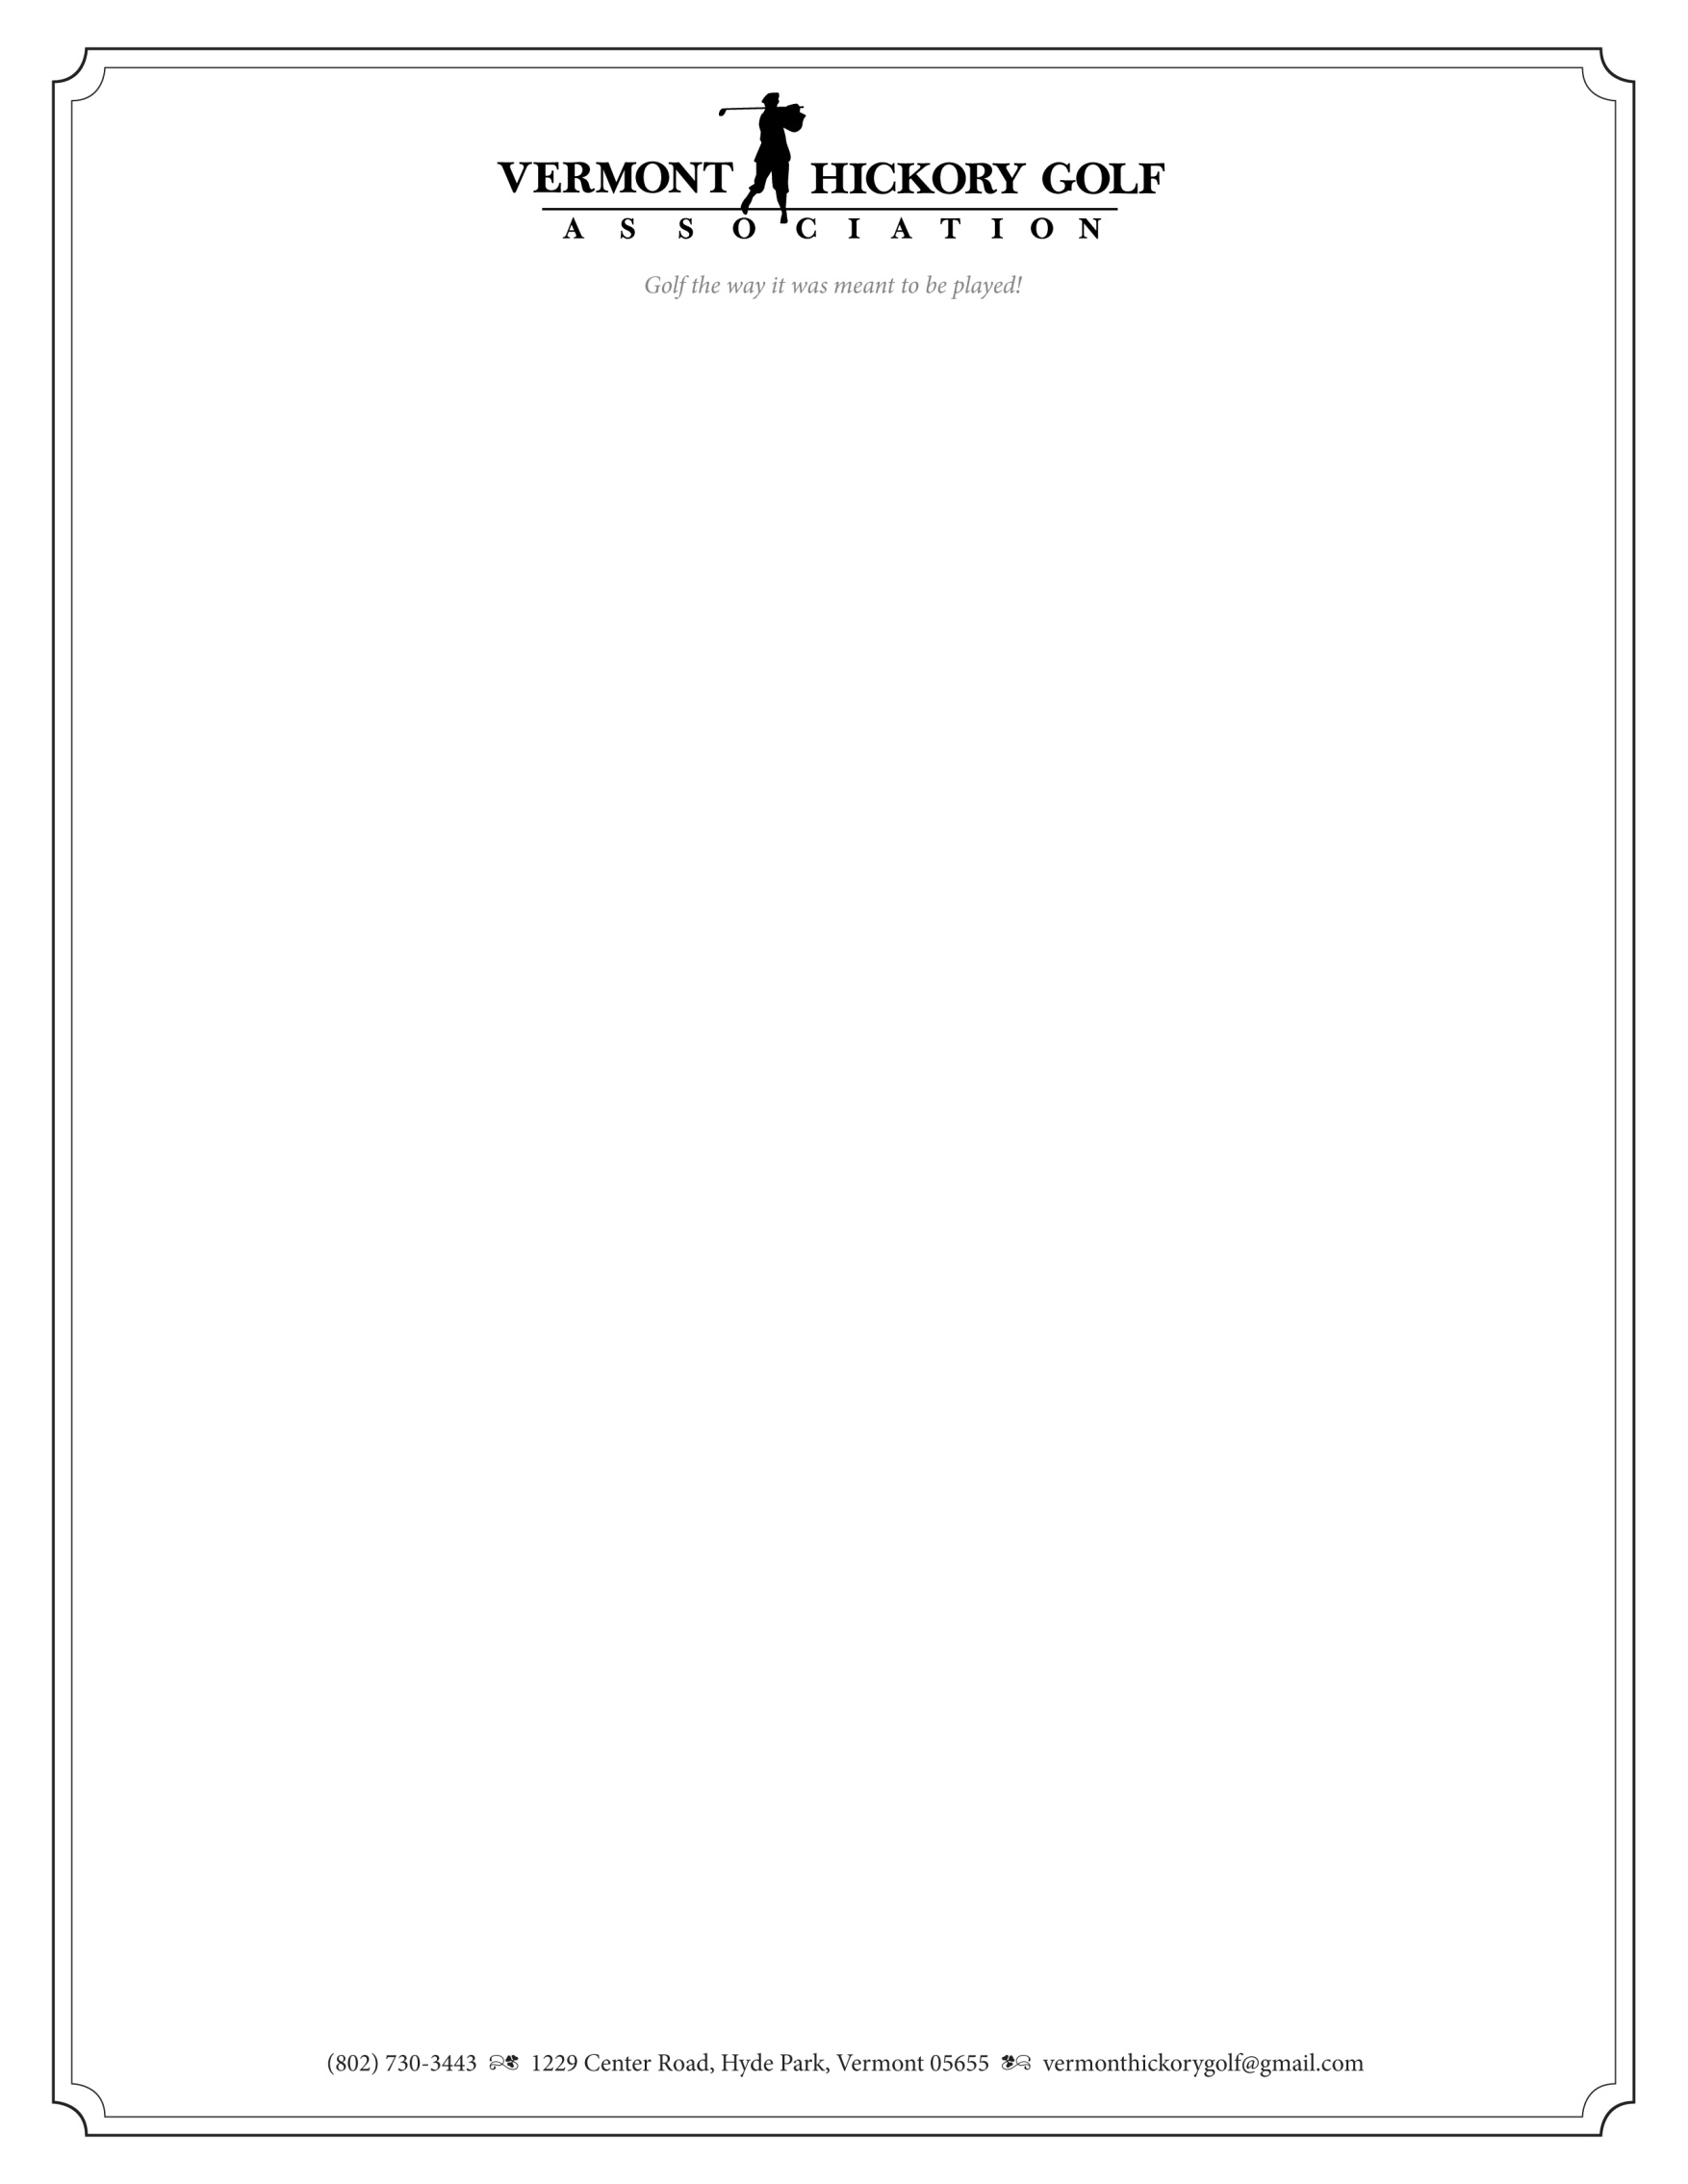 VERMONT HICKORY GOLF
ASSOCIATION
Golf the way it was meant to be played!
(802) 730-3443 1229 Center Road, Hyde Park, Vermont 05655 vermonthickorygolf@gmail.com